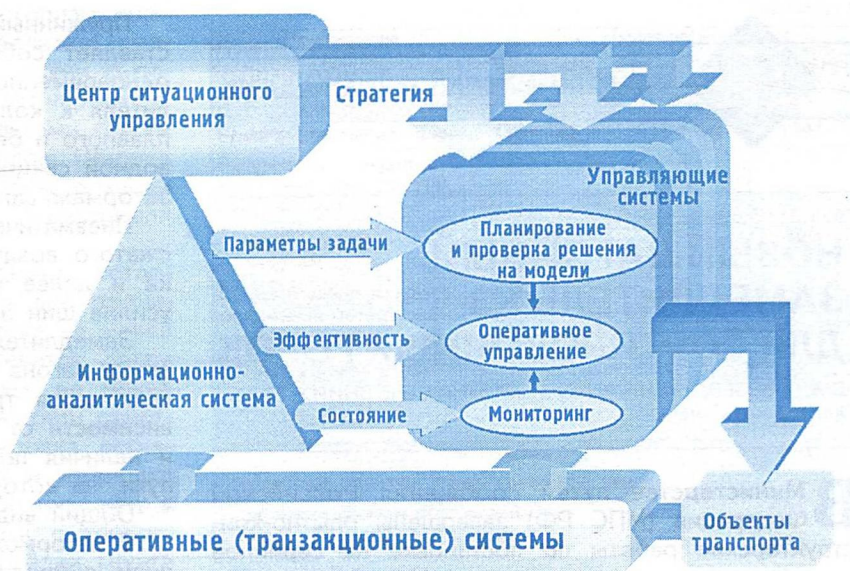 Центр ситуационного
управления
Стратегия
Управляющие
системы
Параметры задачи
Планирование
и проверка решения
на модели
Эффективность
Оперативное
управление
Информационно-
аналитическая система
Состояние
Мониторинг
Оперативные (транзакционные) системы
Объекты
транспорта